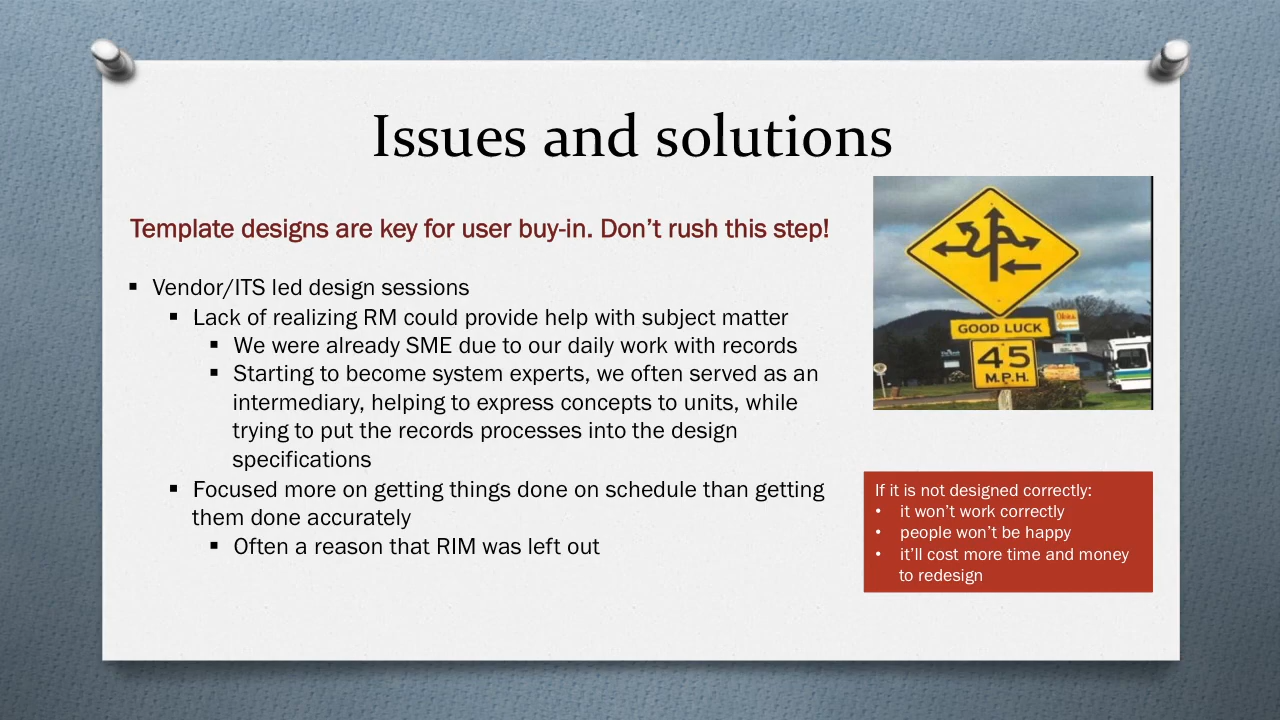 Issues and solutions
Template designs are key for user buy-in. Don't rush this step!
▪ Vendor/ITS led design sessions
▪ Lack of realizing RM could provide help with subject matter
▪ We were already SME due to our daily work with records
▪ Starting to become system experts, we often served as an
intermediary, helping to express concepts to units, while
trying to put the records processes into the design
specifications
▪ Focused more on getting things done on schedule than getting
them done accurately
▪ Often a reason that RIM was left out
GOOD LUCK
45
M.P.H.
If it is not designed correctly:
• it won't work correctly
• people won't be happy
• it'll cost more time and money
to redesign